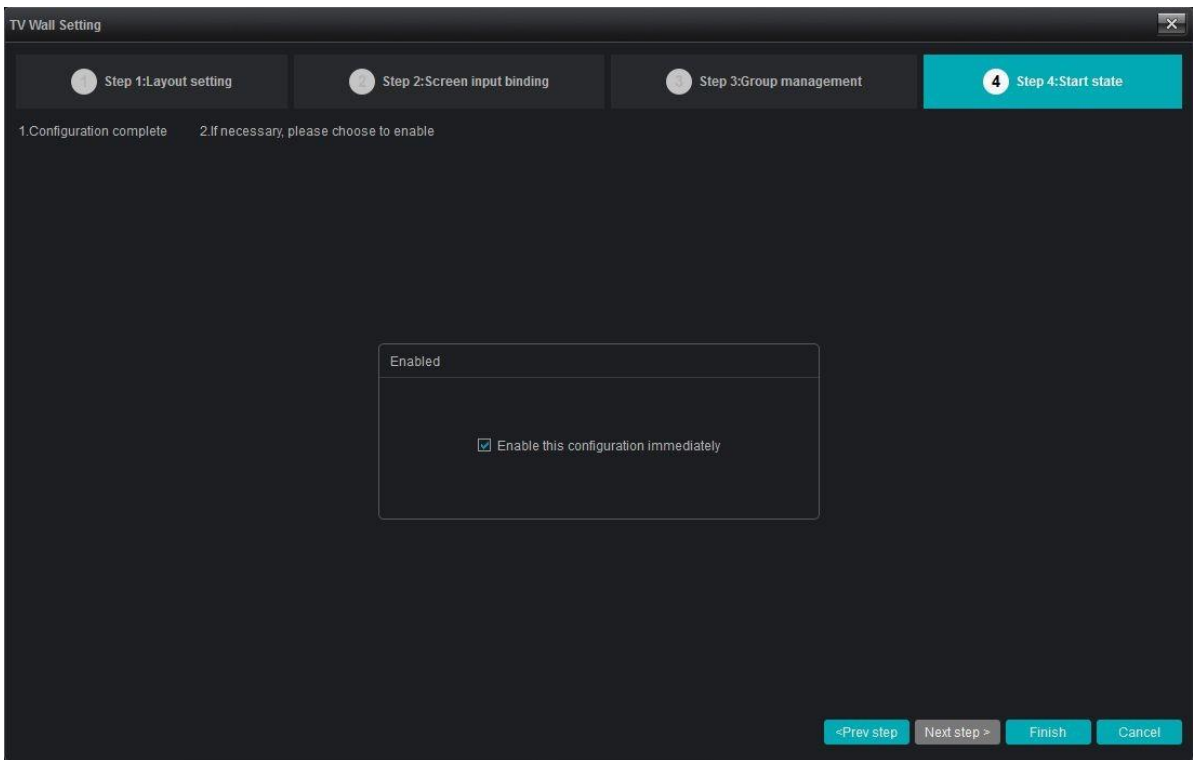 TV Wall Setting
1 Step 1:Layout setting 2 Step 2:Screen input binding 3 Step 3:Group management 4 Step 4:Start state
1.Configuration complete 2.If necessary, please choose to enable
Enabled
Enable this configuration immediately
<Prev step Next step > Finish Cancel